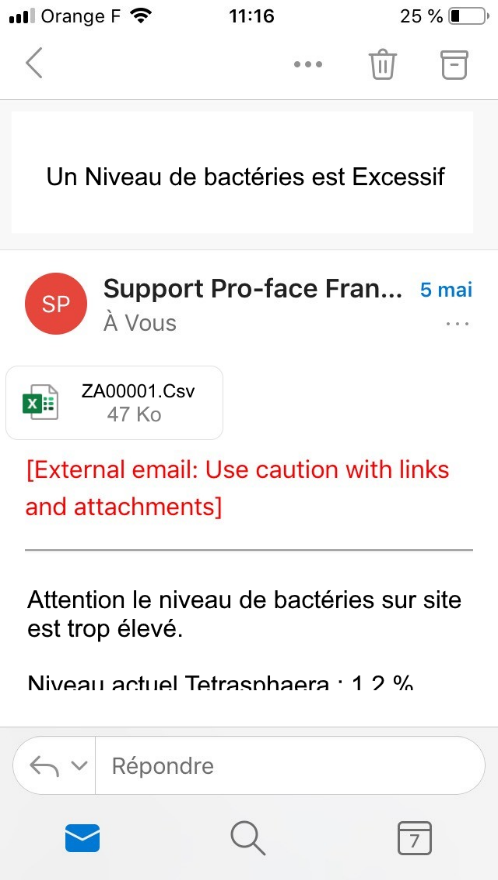 Orange F 11:16 25 %
Un Niveau de bactéries est Excessif
SP Support Pro-face Fran... 5 mai
À Vous
ZA00001.Csv
47 Ko
[External email: Use caution with links
and attachments]
Attention le niveau de bactéries sur site
est trop élevé.
Niveau actuel Tetrasphaera : 1.2 %
Répondre
7